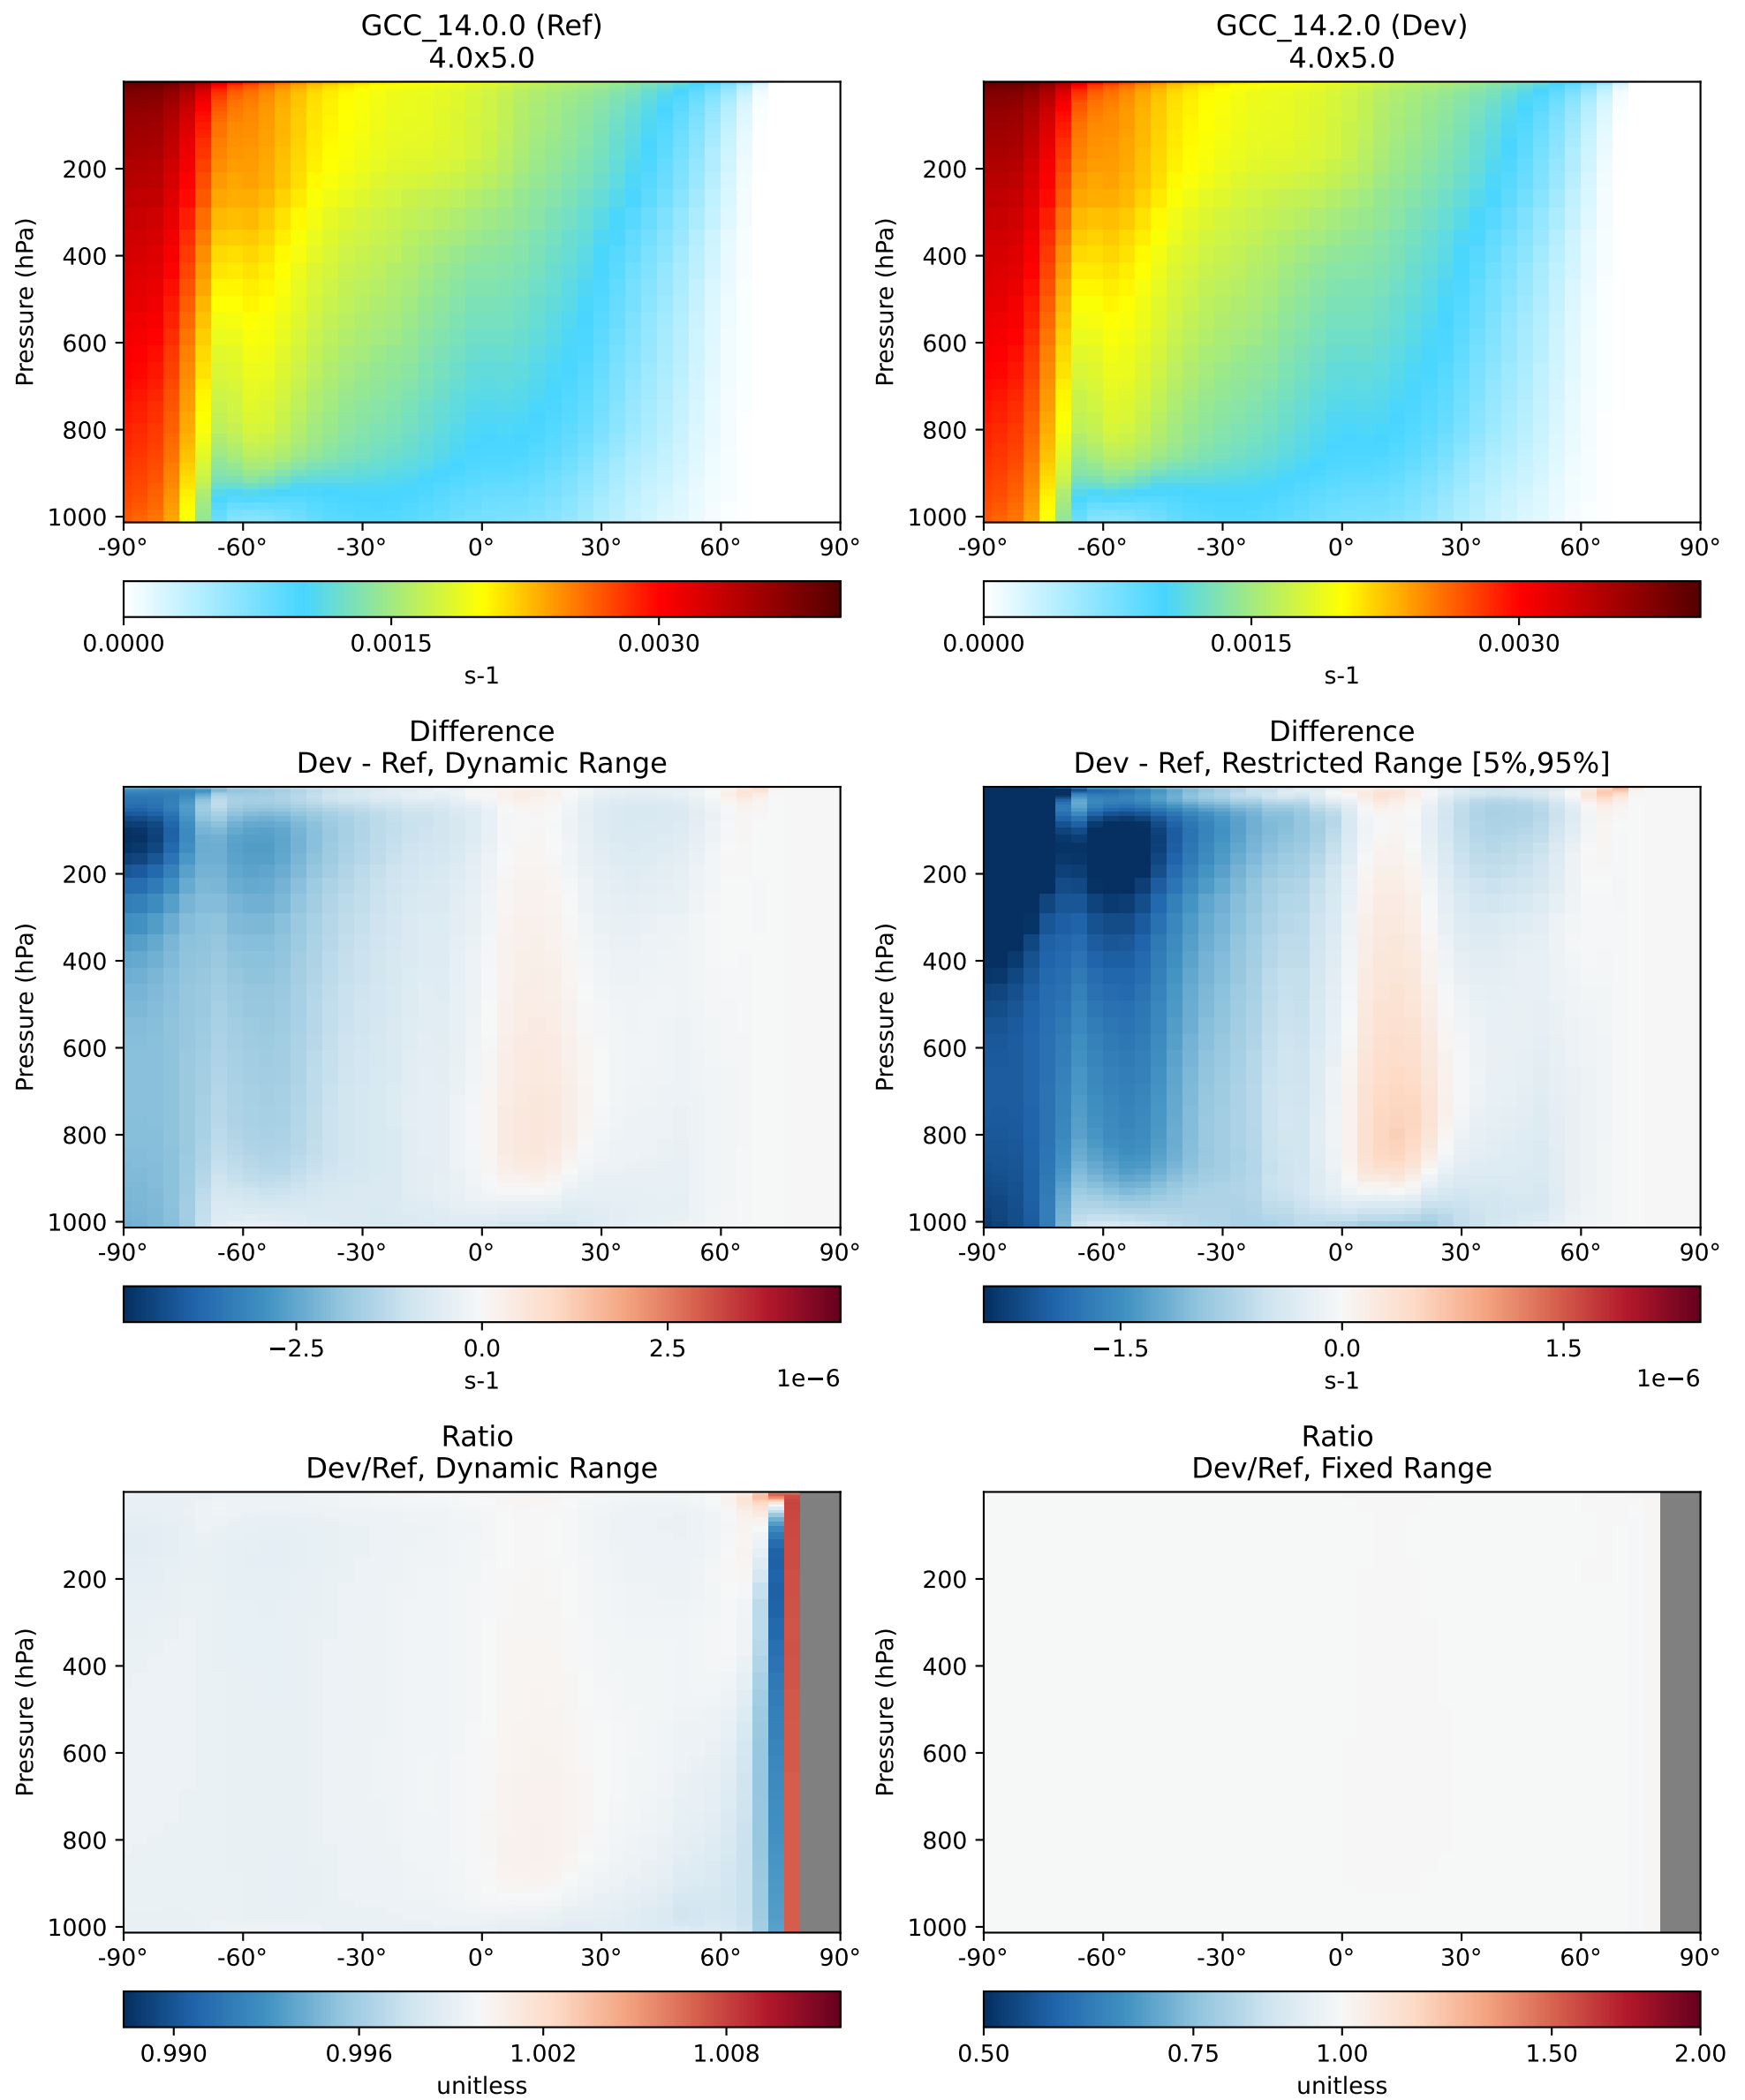 GCC_14.0.0 (Ref)
4.0x5.0
GCC_14.2.0 (Dev)
4.0x5.0
Pressure (hPa)
200
400
600
800
1000
-90° -60° -30° 0° 30° 60° 90°
0.0000 0.0015 0.0030
s-1
Pressure (hPa)
200
400
600
800
1000
-90° -60° -30° 0° 30° 60° 90°
0.0000 0.0015 0.0030
s-1
Difference
Dev - Ref, Dynamic Range
Pressure (hPa)
200
400
600
800
1000
-90° -60° -30° 0° 30° 60° 90°
−2.5 0.0 2.5
s-1 1e−6
Difference
Dev - Ref, Restricted Range [5%,95%]
Pressure (hPa)
200
400
600
800
1000
-90° -60° -30° 0° 30° 60° 90°
−1.5 0.0 1.5
s-1 1e−6
Ratio
Dev/Ref, Dynamic Range
Pressure (hPa)
200
400
600
800
1000
-90° -60° -30° 0° 30° 60° 90°
0.990 0.996 1.002 1.008
unitless
Ratio
Dev/Ref, Fixed Range
Pressure (hPa)
200
400
600
800
1000
-90° -60° -30° 0° 30° 60° 90°
0.50 0.75 1.00 1.50 2.00
unitless